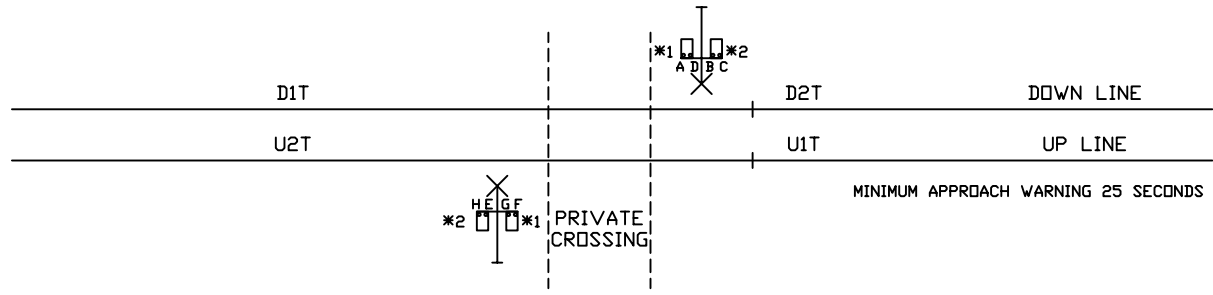 *1 *2
A D B C
D1T D2T DOWN LINE
U2T U1T UP LINE
MINIMUM APPROACH WARNING 25 SECONDS
H E G F
*2 *1 PRIVATE
CROSSING